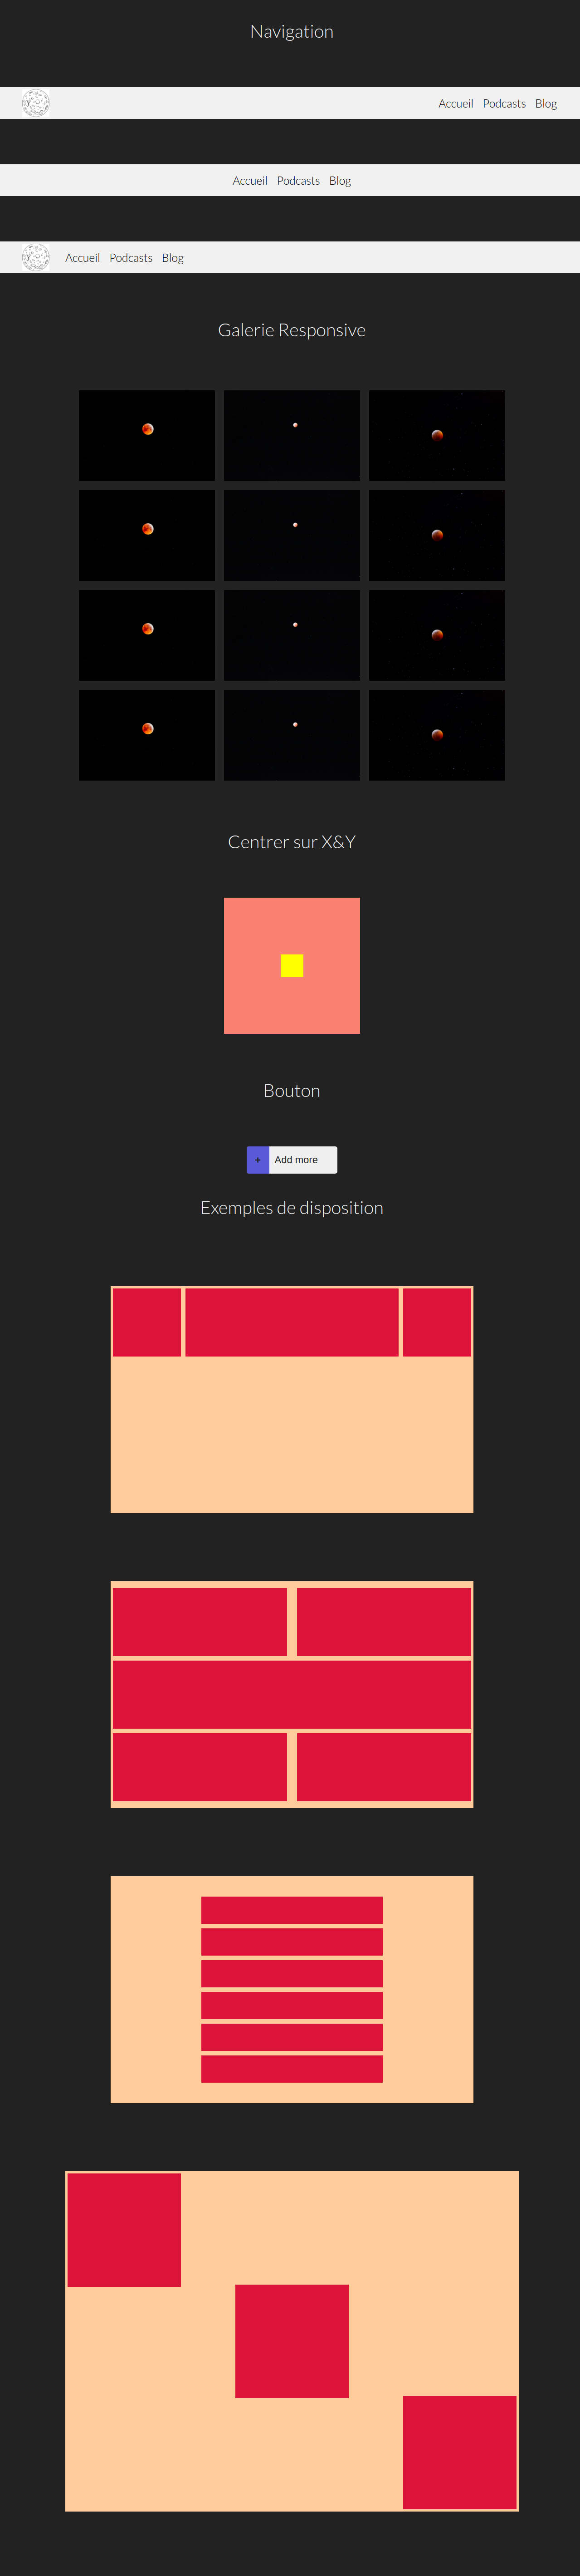 Navigation
Accueil Podcasts Blog
Accueil Podcasts Blog
Accueil Podcasts Blog
Galerie Responsive
Centrer sur X&Y
Bouton
+ Add more
Exemples de disposition